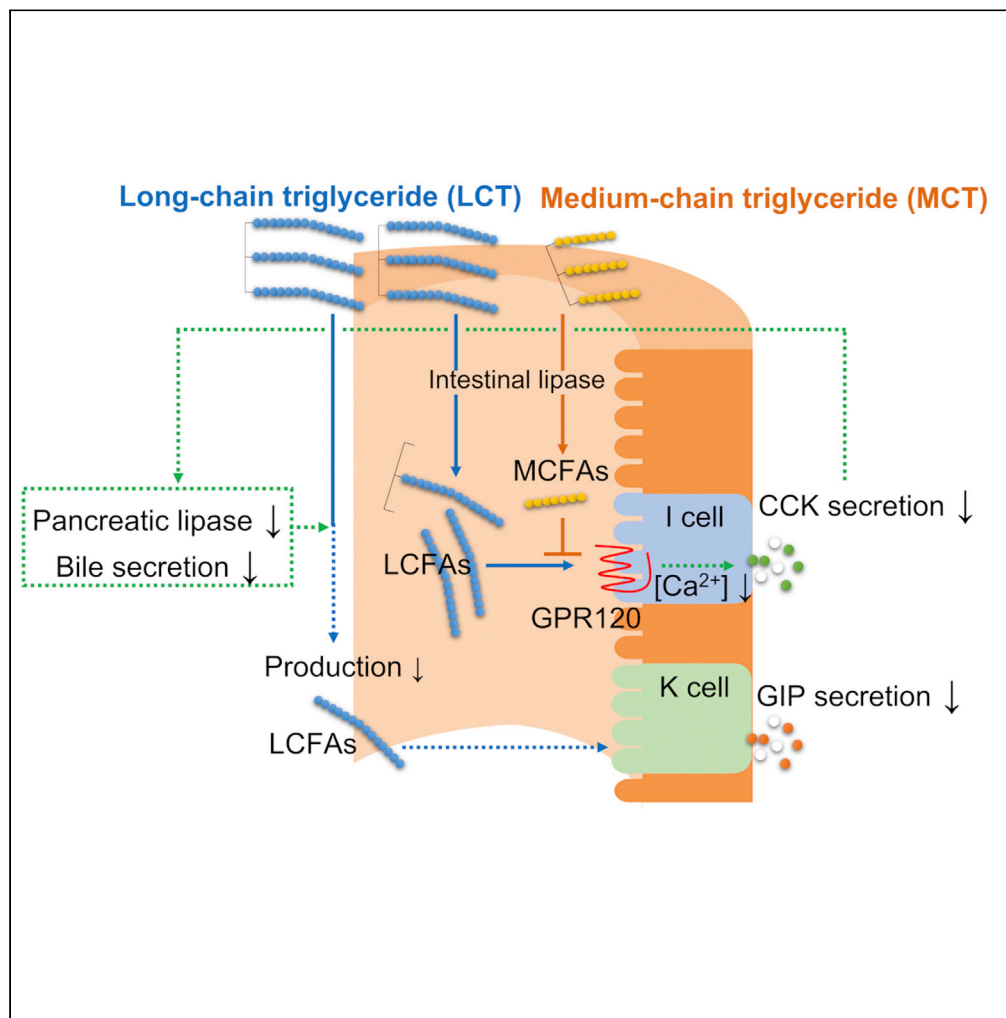 Long-chain triglyceride (LCT)
Medium-chain triglyceride (MCT)
Intestinal lipase
MCFAs
Pancreatic lipase ↓
Bile secretion ↓
LCFAs
I cell
CCK secretion ↓
[Ca²⁺] ↓
GPR120
Production ↓
LCFAs
K cell
GIP secretion ↓